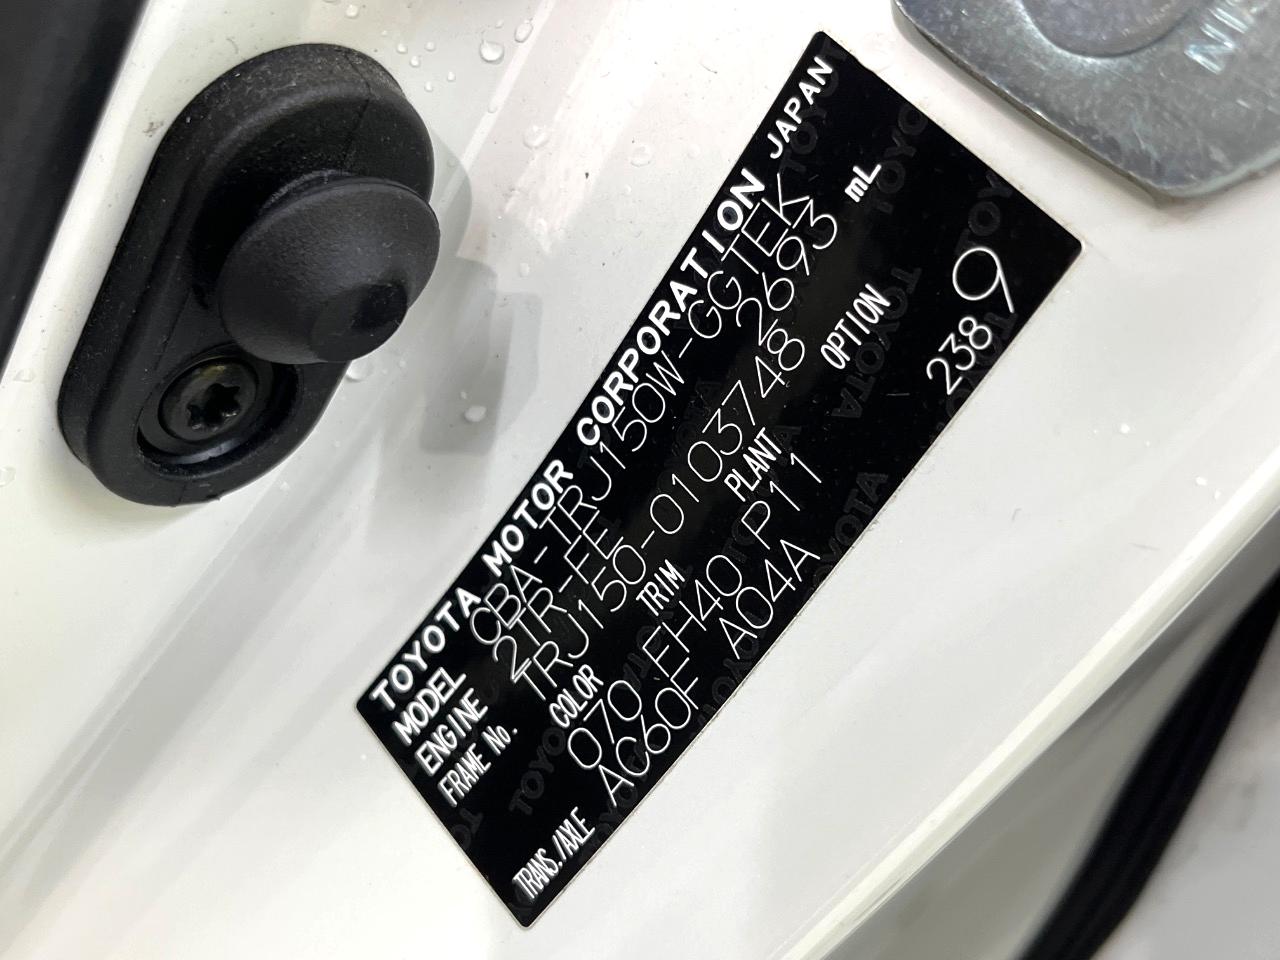 TOYOTA MOTOR CORPORATION JAPAN
MODEL CBA-TRJ150W-GGTEK
ENGINE 2TR-FE 2693 mL
FRAME No. TRJ150-0103748
COLOR TRIM PLANT OPTION
070 FH40 P11
TRANS./AXLE AC60F A04A
238 9